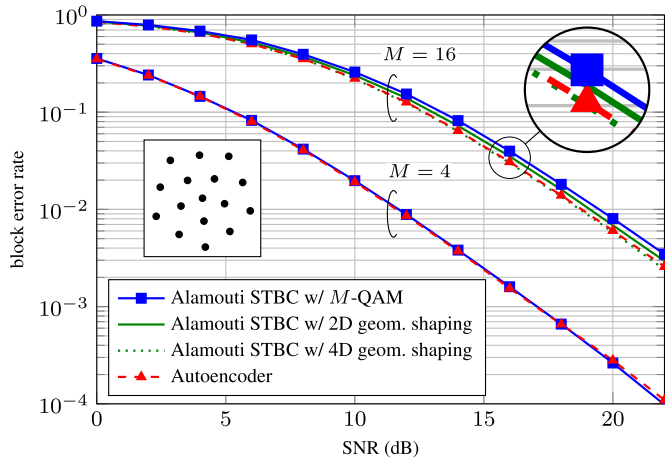 10^0
10^−1
10^−2
10^−3
10^−4
block error rate
M = 16
M = 4
Alamouti STBC w/ M-QAM
Alamouti STBC w/ 2D geom. shaping
Alamouti STBC w/ 4D geom. shaping
Autoencoder
0 5 10 15 20
SNR (dB)